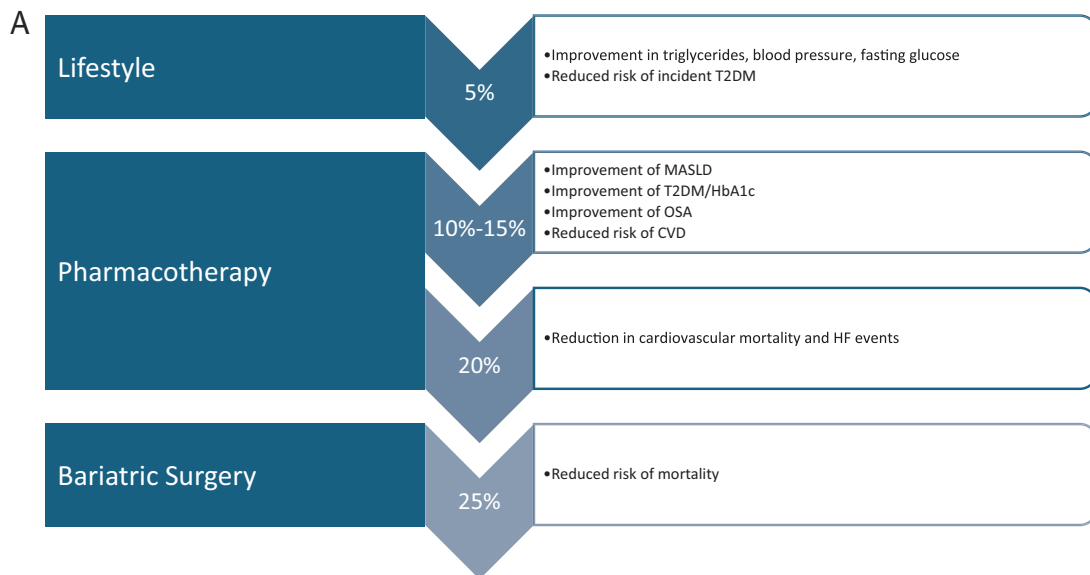 A
Lifestyle
5%
•Improvement in triglycerides, blood pressure, fasting glucose
•Reduced risk of incident T2DM
Pharmacotherapy
10%-15%
•Improvement of MASLD
•Improvement of T2DM/HbA1c
•Improvement of OSA
•Reduced risk of CVD
20%
•Reduction in cardiovascular mortality and HF events
Bariatric Surgery
25%
•Reduced risk of mortality